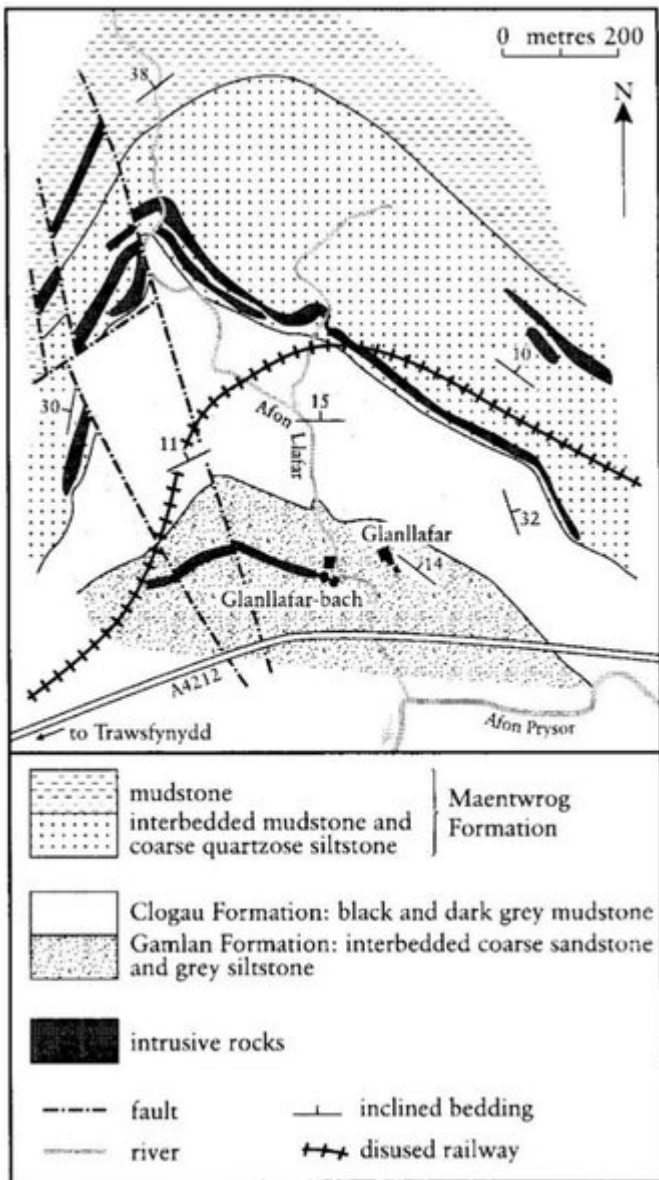 0 metres 200
N
38
10
30
15
Afon Llafar
11
32
Glanllafar
14
Glanllafar-bach
A4212
to Trawsfynydd
Afon Prysor
mudstone
interbedded mudstone and
coarse quartzose siltstone
Maentwrog
Formation
Clogau Formation: black and dark grey mudstone
Gamlan Formation: interbedded coarse sandstone
and grey siltstone
intrusive rocks
fault
inclined bedding
river
disused railway